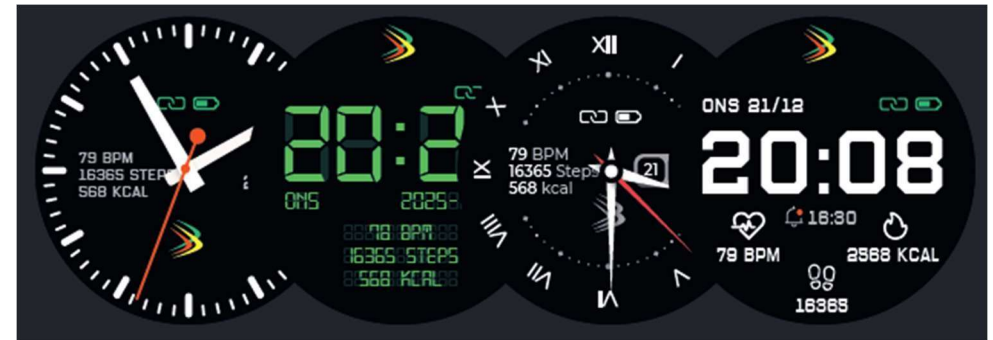 79 BPM
16365 STEPS
568 KCAL
20:2
ONS 2025
78 BPM
16365 STEPS
568 KCAL
XII
I
V
VI
VII
VIII
IX
X
XI
79 BPM
16365 Steps
568 kcal
21
ONS 21/12
20:08
16:30
79 BPM
2568 KCAL
16365